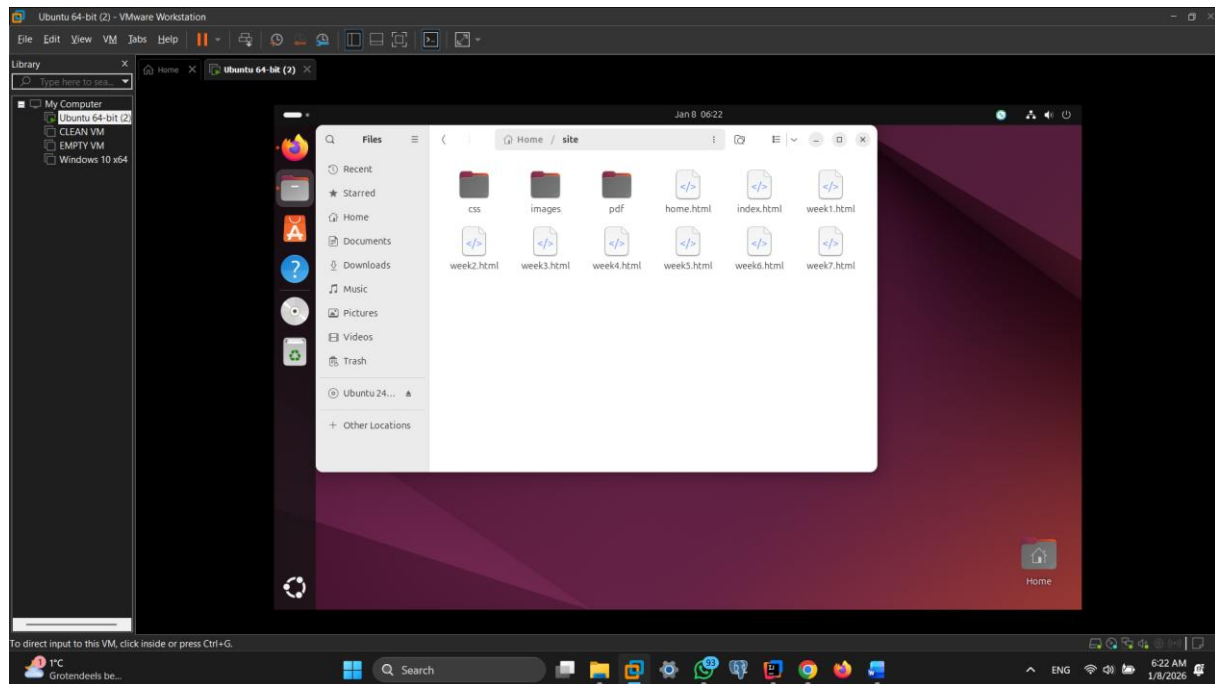 Ubuntu 64-bit (2) - VMware Workstation
File Edit View VM Tabs Help
Library
Type here to sea...
My Computer
Ubuntu 64-bit (2)
CLEAN VM
EMPTY VM
Windows 10 x64
Home
Ubuntu 64-bit (2)
Jan 8 06:22
Files
Home / site
Recent
Starred
Home
Documents
Downloads
Music
Pictures
Videos
Trash
Ubuntu 24...
Other Locations
css images pdf home.html index.html week1.html
week2.html week3.html week4.html week5.html week6.html week7.html
Home
To direct input to this VM, click inside or press Ctrl+G.
1°C
Grotendeels be...
Search
93
ENG
6:22 AM
1/8/2026